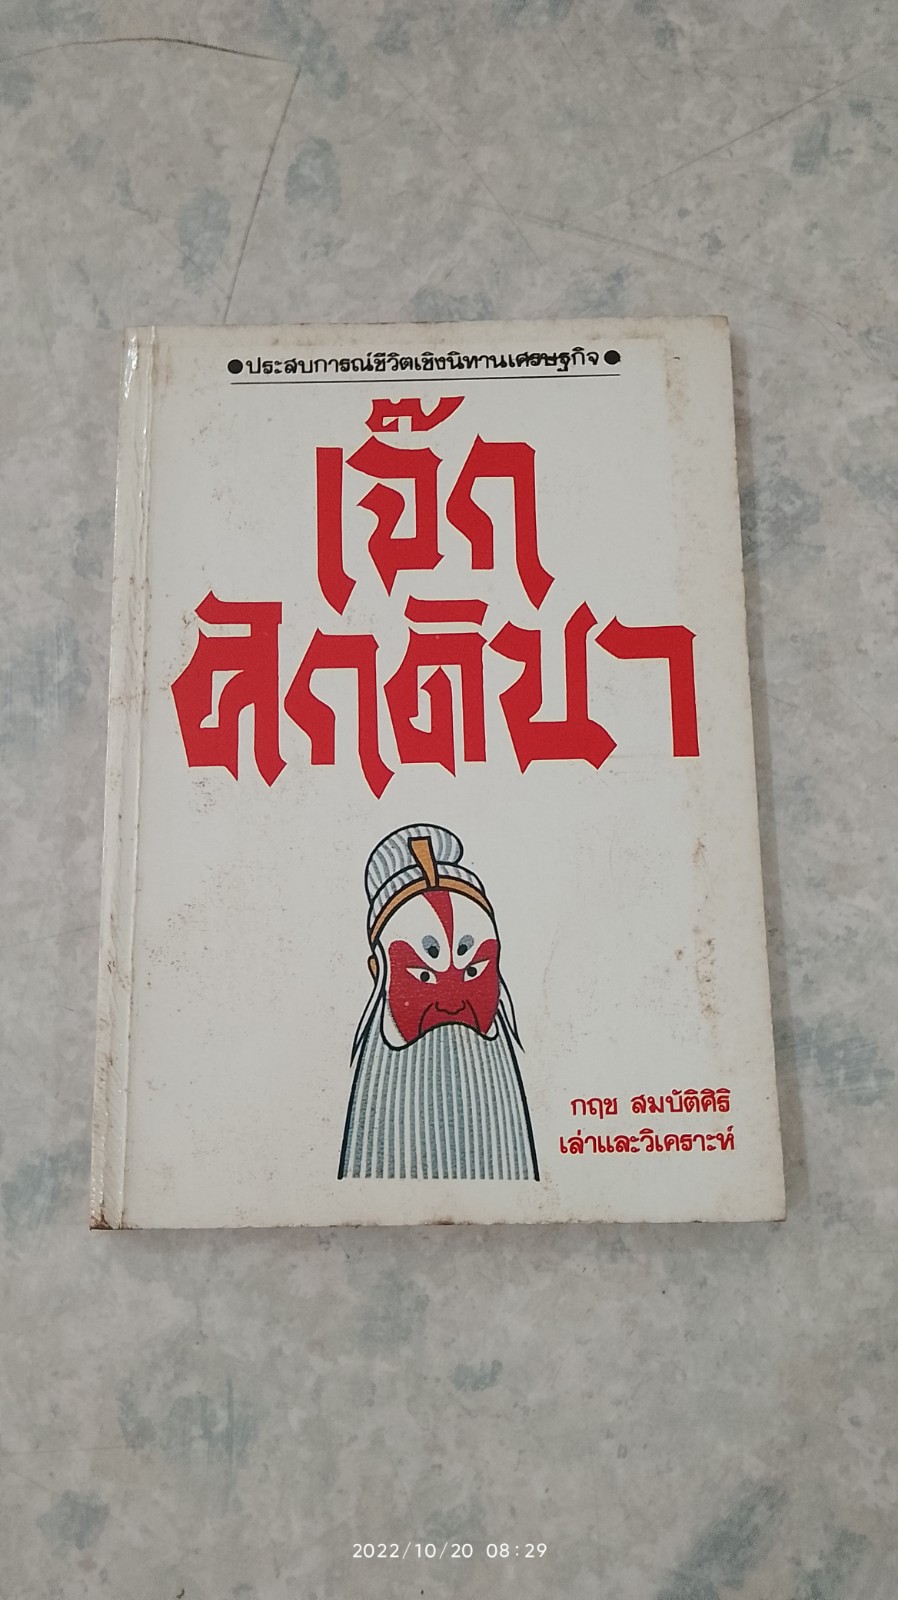 ●ประสบการณ์ชีวิตเชิงนิทานเศรษฐกิจ●
เจ๊ก
ศักดินา
กฤช สมบัติศิริ
เล่าและวิเคราะห์
2022/10/20 08:29